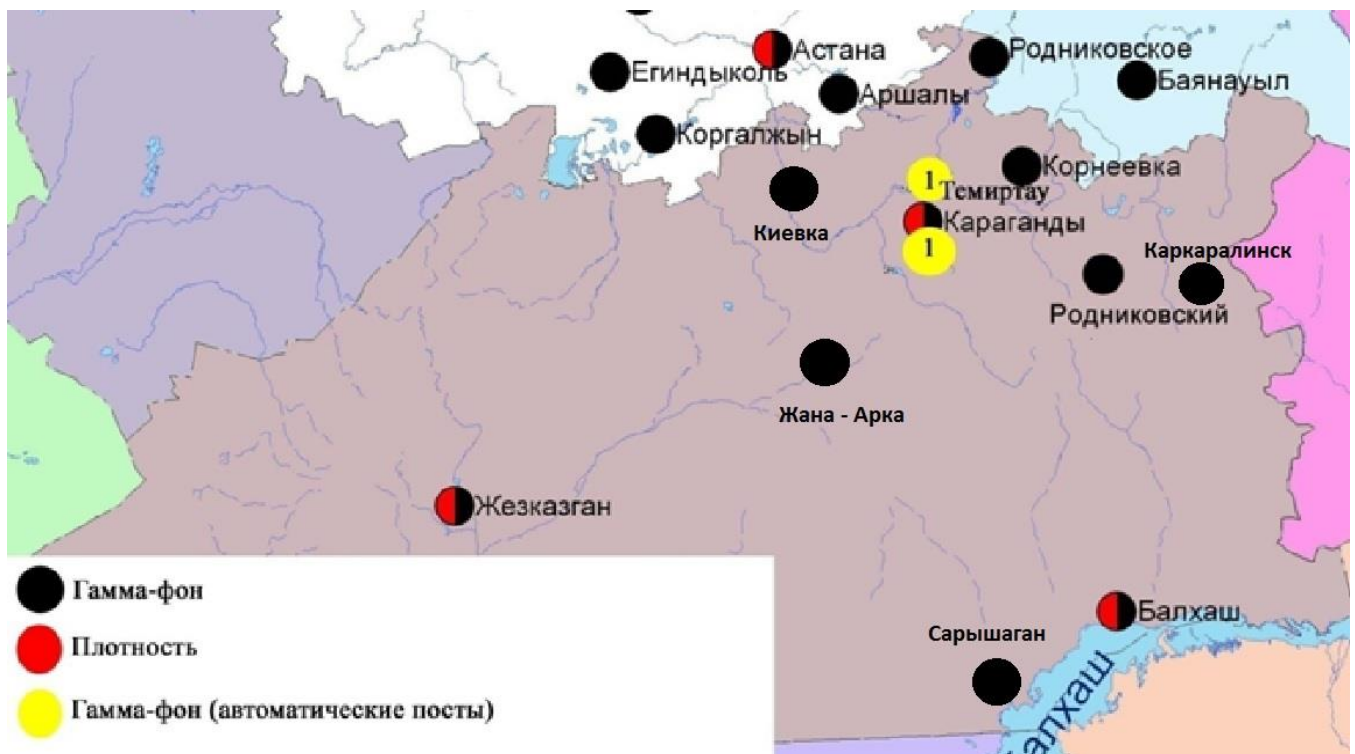 Астана
Родниковское
Егиндыколь
Баянауыл
Аршалы
Коргалжын
Корнеевка
1
Темиртау
Киевка
Караганды
1
Каркаралинск
Родниковский
Жана - Арка
Жезказган
Гамма-фон
Плотность
Гамма-фон (автоматические посты)
Балхаш
Сарышаган
алхаш